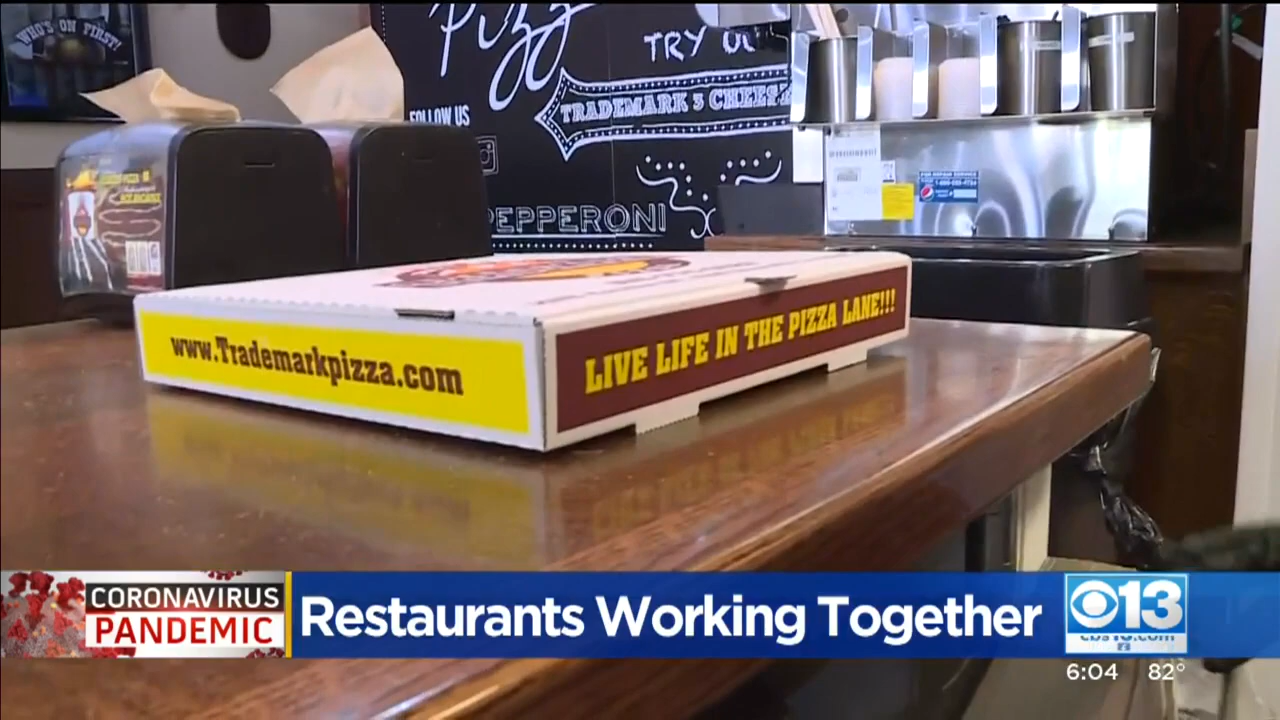 WHO'S ON FIRST!
Pizz
TRY OU
TRADEMARK 3 CHEESE
FOLLOW US
PEPPERONI
www.Trademarkpizza.com
LIVE LIFE IN THE PIZZA LANE!!!
CORONAVIRUS
PANDEMIC
Restaurants Working Together
13
cbs13.com
6:04 82°